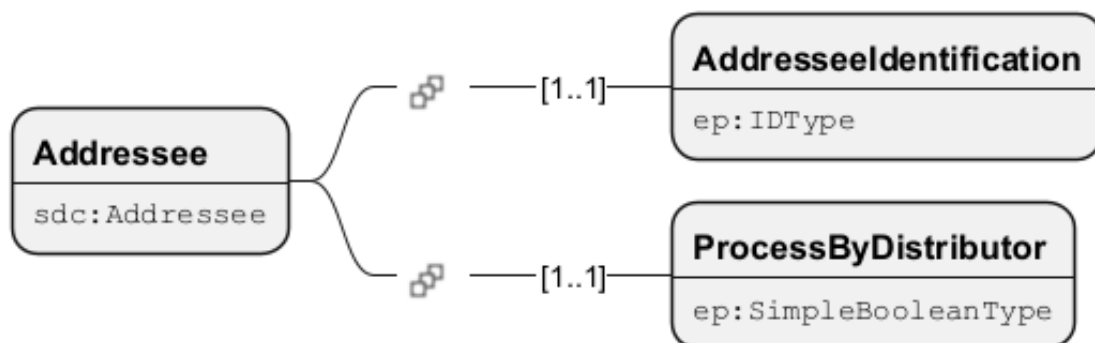 Addressee
sdc:Addressee
[1..1]
AddresseeIdentification
ep:IDType
[1..1]
ProcessByDistributor
ep:SimpleBooleanType